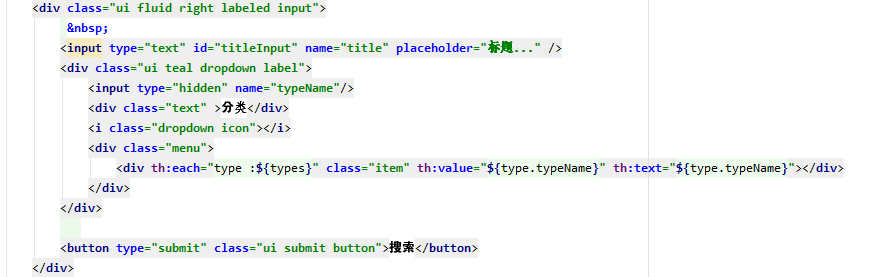 <div class="ui fluid right labeled input">
&nbsp;
<input type="text" id="titleInput" name="title" placeholder="标题..." />
<div class="ui teal dropdown label">
<input type="hidden" name="typeName"/>
<div class="text" >分类</div>
<i class="dropdown icon"></i>
<div class="menu">
<div th:each="type :${types}" class="item" th:value="${type.typeName}" th:text="${type.typeName}"></div>
</div>
</div>
<button type="submit" class="ui submit button">搜索</button>
</div>